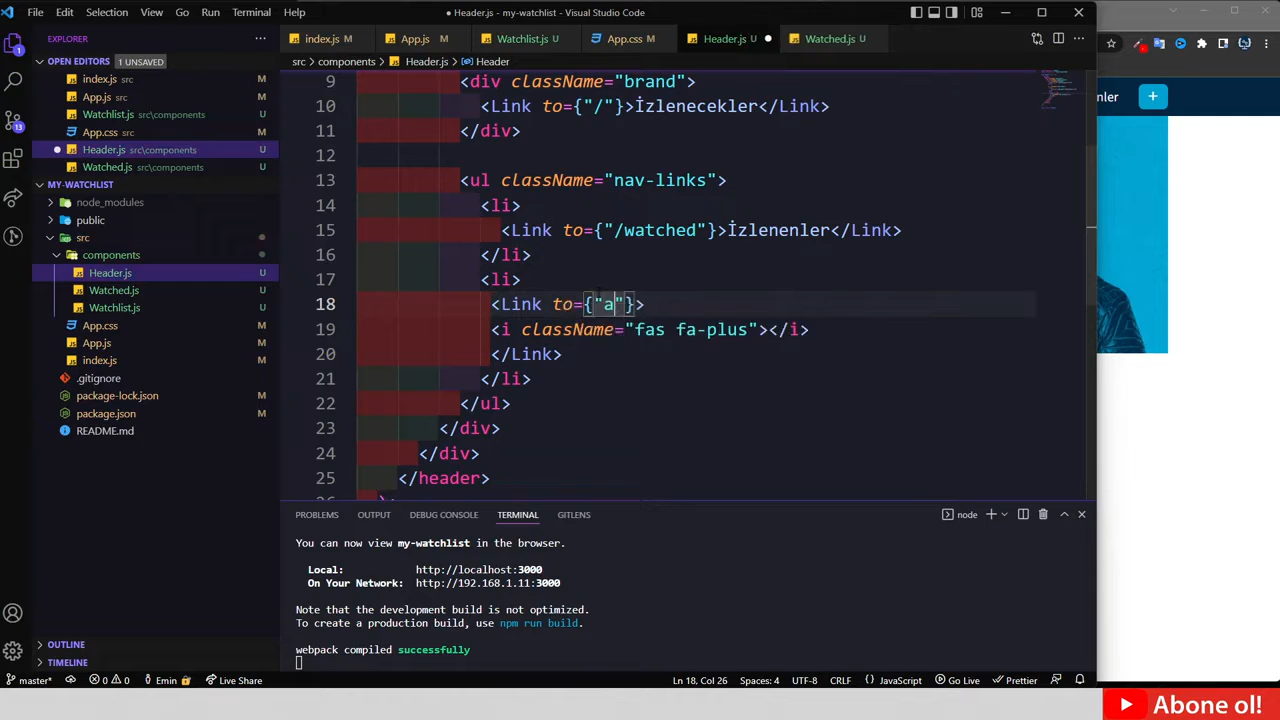 File Edit Selection View Go Run Terminal Help
● Header.js - my-watchlist - Visual Studio Code
EXPLORER ···
index.js M
App.js M
Watchlist.js U
App.css M
Header.js U ●
Watched.js U
src > components > Header.js > Header
OPEN EDITORS 1 UNSAVED
index.js src M
App.js src M
Watchlist.js src\components U
App.css src M
Header.js src\components U
Watched.js src\components U
MY-WATCHLIST
node_modules
public
src
components
Header.js U
Watched.js U
Watchlist.js U
App.css M
App.js M
index.js M
.gitignore
package-lock.json M
package.json M
README.md
OUTLINE
TIMELINE
1
13
9 <div className="brand">
10 <Link to={"/"}>İzlenecekler</Link>
11 </div>
12
13 <ul className="nav-links">
14 <li>
15 <Link to={"/watched"}>İzlenenler</Link>
16 </li>
17 <li>
18 <Link to={"a"}>
19 <i className="fas fa-plus"></i>
20 </Link>
21 </li>
22 </ul>
23 </div>
24 </div>
25 </header>
26 );
PROBLEMS OUTPUT DEBUG CONSOLE TERMINAL GITLENS
node
You can now view my-watchlist in the browser.
Local: http://localhost:3000
On Your Network: http://192.168.1.11:3000
Note that the development build is not optimized.
To create a production build, use npm run build.
webpack compiled successfully
master* 0 0 Emin Live Share
Ln 18, Col 26 Spaces: 4 UTF-8 CRLF JavaScript Go Live Prettier
nler +
Abone ol!